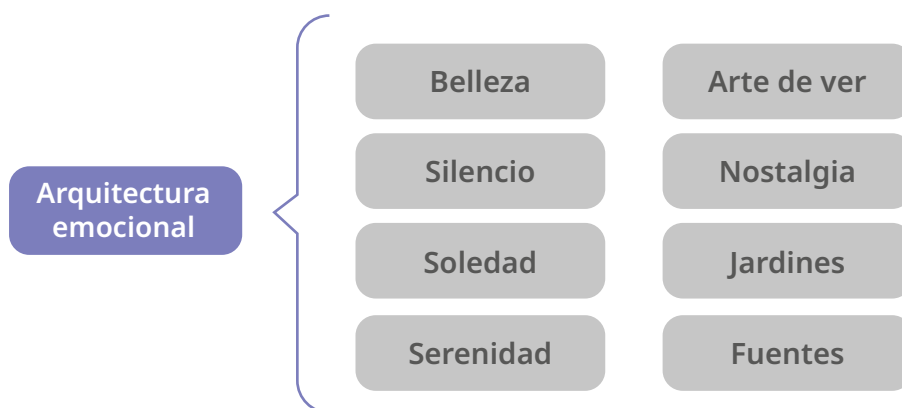 Arquitectura
emocional
Belleza
Arte de ver
Silencio
Nostalgia
Soledad
Jardines
Serenidad
Fuentes